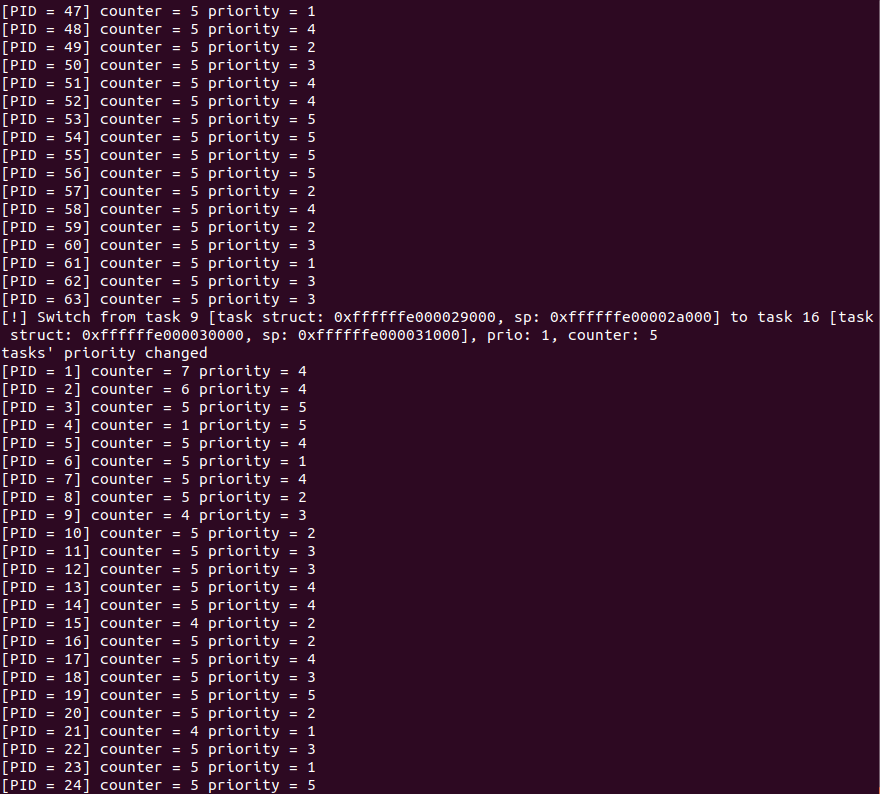 [PID = 47] counter = 5 priority = 1
[PID = 48] counter = 5 priority = 4
[PID = 49] counter = 5 priority = 2
[PID = 50] counter = 5 priority = 3
[PID = 51] counter = 5 priority = 4
[PID = 52] counter = 5 priority = 4
[PID = 53] counter = 5 priority = 5
[PID = 54] counter = 5 priority = 5
[PID = 55] counter = 5 priority = 5
[PID = 56] counter = 5 priority = 5
[PID = 57] counter = 5 priority = 2
[PID = 58] counter = 5 priority = 4
[PID = 59] counter = 5 priority = 2
[PID = 60] counter = 5 priority = 3
[PID = 61] counter = 5 priority = 1
[PID = 62] counter = 5 priority = 3
[PID = 63] counter = 5 priority = 3
[!] Switch from task 9 [task struct: 0xffffffe000029000, sp: 0xffffffe00002a000] to task 16 [task
 struct: 0xffffffe000030000, sp: 0xffffffe000031000], prio: 1, counter: 5
tasks' priority changed
[PID = 1] counter = 7 priority = 4
[PID = 2] counter = 6 priority = 4
[PID = 3] counter = 5 priority = 5
[PID = 4] counter = 1 priority = 5
[PID = 5] counter = 5 priority = 4
[PID = 6] counter = 5 priority = 1
[PID = 7] counter = 5 priority = 4
[PID = 8] counter = 5 priority = 2
[PID = 9] counter = 4 priority = 3
[PID = 10] counter = 5 priority = 2
[PID = 11] counter = 5 priority = 3
[PID = 12] counter = 5 priority = 3
[PID = 13] counter = 5 priority = 4
[PID = 14] counter = 5 priority = 4
[PID = 15] counter = 4 priority = 2
[PID = 16] counter = 5 priority = 2
[PID = 17] counter = 5 priority = 4
[PID = 18] counter = 5 priority = 3
[PID = 19] counter = 5 priority = 5
[PID = 20] counter = 5 priority = 2
[PID = 21] counter = 4 priority = 1
[PID = 22] counter = 5 priority = 3
[PID = 23] counter = 5 priority = 1
[PID = 24] counter = 5 priority = 5